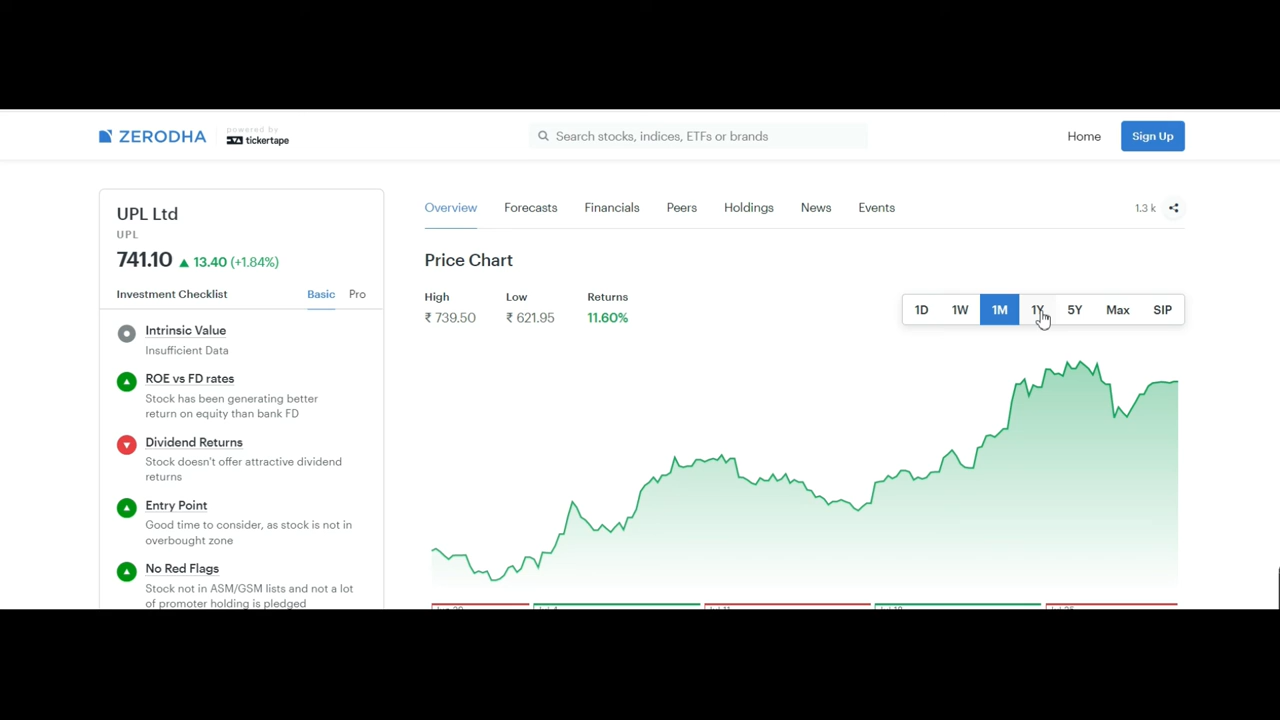 ZERODHA
powered by
tickertape
Search stocks, indices, ETFs or brands
Home
Sign Up
UPL Ltd
UPL
741.10 ▲ 13.40 (+1.84%)
Investment Checklist Basic Pro
Intrinsic Value
Insufficient Data
ROE vs FD rates
Stock has been generating better
return on equity than bank FD
Dividend Returns
Stock doesn't offer attractive dividend
returns
Entry Point
Good time to consider, as stock is not in
overbought zone
No Red Flags
Stock not in ASM/GSM lists and not a lot
of promoter holding is pledged
Overview Forecasts Financials Peers Holdings News Events 1.3 k
Price Chart
High Low Returns
₹ 739.50 ₹ 621.95 11.60%
1D 1W 1M 1Y 5Y Max SIP